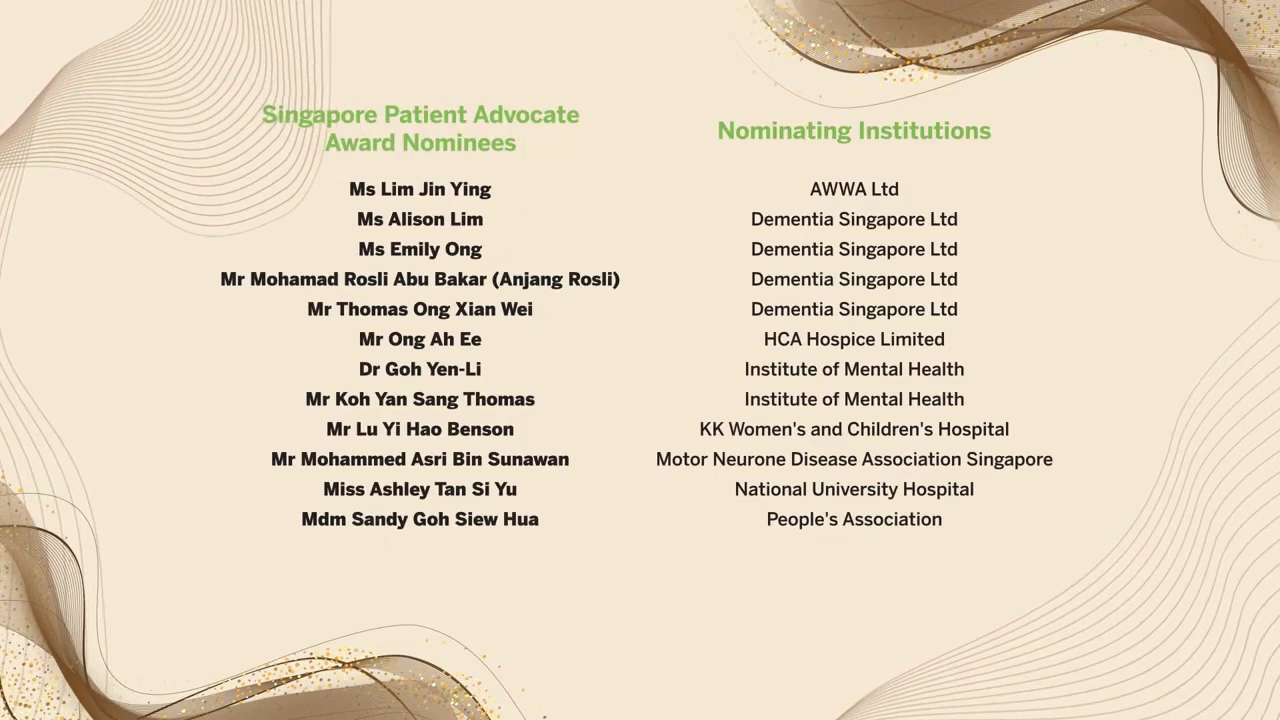 Singapore Patient Advocate
Award Nominees
Nominating Institutions
Ms Lim Jin Ying
AWWA Ltd
Ms Alison Lim
Dementia Singapore Ltd
Ms Emily Ong
Dementia Singapore Ltd
Mr Mohamad Rosli Abu Bakar (Anjang Rosli)
Dementia Singapore Ltd
Mr Thomas Ong Xian Wei
Dementia Singapore Ltd
Mr Ong Ah Ee
HCA Hospice Limited
Dr Goh Yen-Li
Institute of Mental Health
Mr Koh Yan Sang Thomas
Institute of Mental Health
Mr Lu Yi Hao Benson
KK Women's and Children's Hospital
Mr Mohammed Asri Bin Sunawan
Motor Neurone Disease Association Singapore
Miss Ashley Tan Si Yu
National University Hospital
Mdm Sandy Goh Siew Hua
People's Association